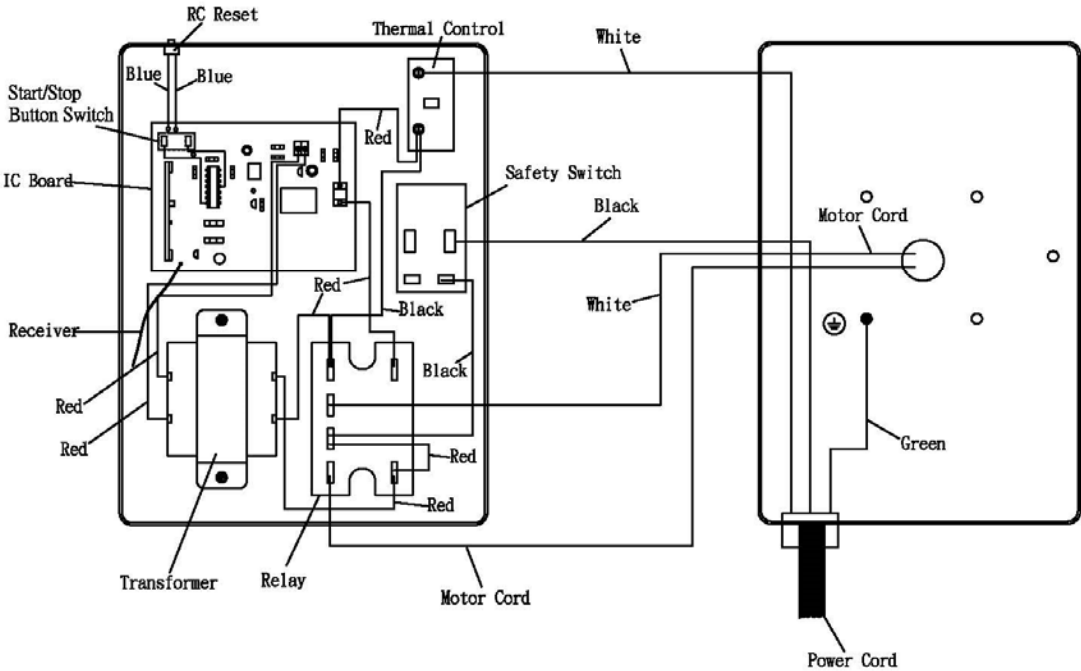 RC Reset
Thermal Control
White
Blue
Blue
Start/Stop
Button Switch
Red
IC Board
Safety Switch
Black
Motor Cord
Red
Black
White
Receiver
Black
Red
Red
Red
Green
Red
Transformer
Relay
Motor Cord
Power Cord